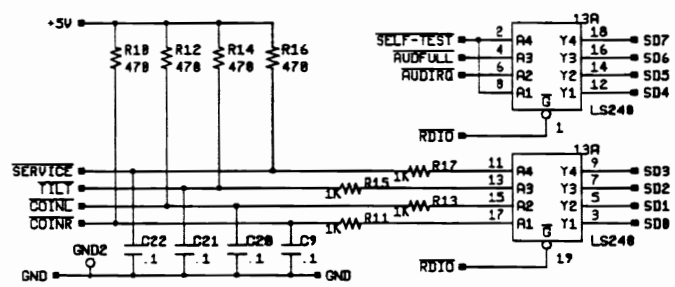 +5V
R10 R12 R14 R16
470 470 470 470
13A
SELF-TEST 2 A4 Y4 18 SD7
AUDFULL 4 A3 Y3 16 SD6
AUDIRQ 6 A2 Y2 14 SD5
8 A1 Y1 12 SD4
G LS240
RDIO 1
13A
SERVICE R17 1K 11 A4 Y4 9 SD3
TILT R15 1K 13 A3 Y3 7 SD2
COINL R13 1K 15 A2 Y2 5 SD1
COINR R11 1K 17 A1 Y1 3 SD0
G LS240
GND2 C22 C21 C20 C9
.1 .1 .1 .1
RDIO 19
GND GND